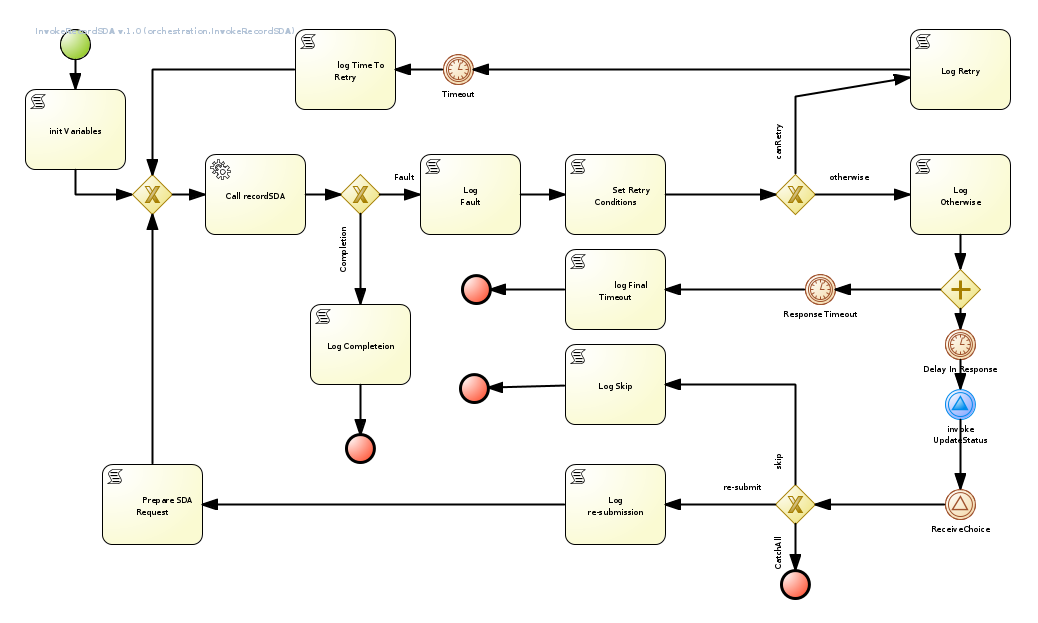 InvokeRecordSDA v.1.0 (orchestration.InvokeRecordSDA)
log Time To
Retry
Timeout
Log Retry
init Variables
canRetry
Call recordSDA
Fault
Log
Fault
Set Retry
Conditions
otherwise
Log
Otherwise
Completion
log Final
Timeout
Response Timeout
Log Completeion
Delay In Response
Log Skip
invoke
UpdateStatus
skip
re-submit
Prepare SDA
Request
Log
re-submission
ReceiveChoice
CatchAll